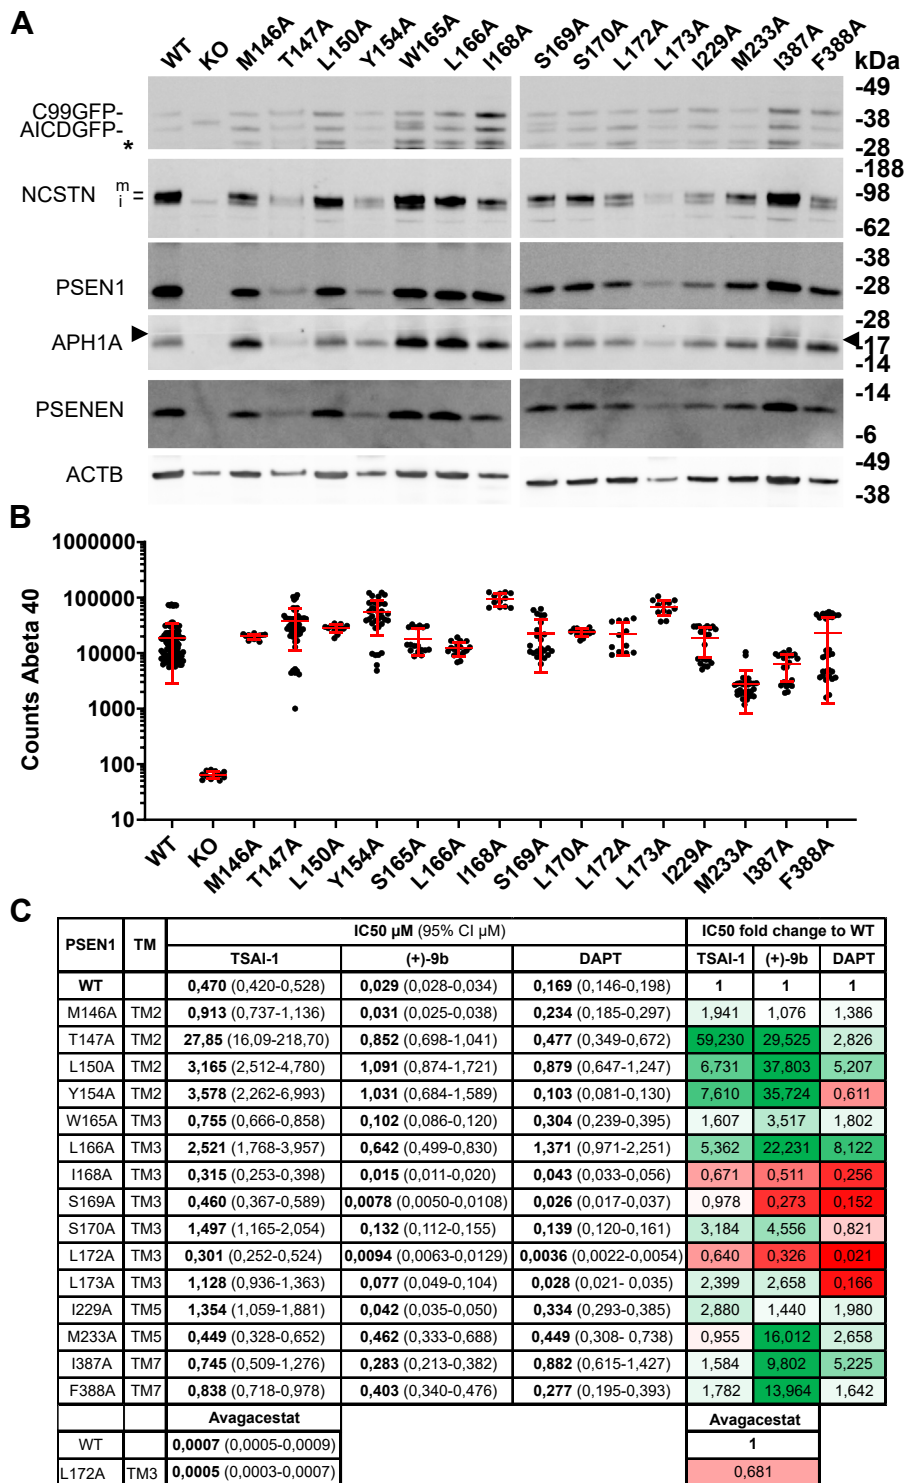 A
WT KO M146A T147A L150A Y154A W165A L166A I168A S169A S170A L172A L173A I229A M233A I387A F388A kDa
C99GFP-
AICDGFP-
*
-49
-38
-28
NCSTN m = i
-188
-98
-62
PSEN1
-38
-28
APH1A
-28
-17
-14
PSENEN
-14
-6
ACTB
-49
-38
B
Counts Abeta 40
1000000
100000
10000
1000
100
10
WT KO M146A T147A L150A Y154A S165A L166A I168A S169A L170A L172A L173A I229A M233A I387A F388A
C
PSEN1 TM IC50 µM (95% CI µM) IC50 fold change to WT
TSAI-1 (+)-9b DAPT TSAI-1 (+)-9b DAPT
WT 0,470 (0,420-0,528) 0,029 (0,028-0,034) 0,169 (0,146-0,198) 1 1 1
M146A TM2 0,913 (0,737-1,136) 0,031 (0,025-0,038) 0,234 (0,185-0,297) 1,941 1,076 1,386
T147A TM2 27,85 (16,09-218,70) 0,852 (0,698-1,041) 0,477 (0,349-0,672) 59,230 29,525 2,826
L150A TM2 3,165 (2,512-4,780) 1,091 (0,874-1,721) 0,879 (0,647-1,247) 6,731 37,803 5,207
Y154A TM2 3,578 (2,262-6,993) 1,031 (0,684-1,589) 0,103 (0,081-0,130) 7,610 35,724 0,611
W165A TM3 0,755 (0,666-0,858) 0,102 (0,086-0,120) 0,304 (0,239-0,395) 1,607 3,517 1,802
L166A TM3 2,521 (1,768-3,957) 0,642 (0,499-0,830) 1,371 (0,971-2,251) 5,362 22,231 8,122
I168A TM3 0,315 (0,253-0,398) 0,015 (0,011-0,020) 0,043 (0,033-0,056) 0,671 0,511 0,256
S169A TM3 0,460 (0,367-0,589) 0,0078 (0,0050-0,0108) 0,026 (0,017-0,037) 0,978 0,273 0,152
S170A TM3 1,497 (1,165-2,054) 0,132 (0,112-0,155) 0,139 (0,120-0,161) 3,184 4,556 0,821
L172A TM3 0,301 (0,252-0,524) 0,0094 (0,0063-0,0129) 0,0036 (0,0022-0,0054) 0,640 0,326 0,021
L173A TM3 1,128 (0,936-1,363) 0,077 (0,049-0,104) 0,028 (0,021- 0,035) 2,399 2,658 0,166
I229A TM5 1,354 (1,059-1,881) 0,042 (0,035-0,050) 0,334 (0,293-0,385) 2,880 1,440 1,980
M233A TM5 0,449 (0,328-0,652) 0,462 (0,333-0,688) 0,449 (0,308- 0,738) 0,955 16,012 2,658
I387A TM7 0,745 (0,509-1,276) 0,283 (0,213-0,382) 0,882 (0,615-1,427) 1,584 9,802 5,225
F388A TM7 0,838 (0,718-0,978) 0,403 (0,340-0,476) 0,277 (0,195-0,393) 1,782 13,964 1,642
Avagacestat Avagacestat
WT 0,0007 (0,0005-0,0009) 1
L172A TM3 0,0005 (0,0003-0,0007) 0,681